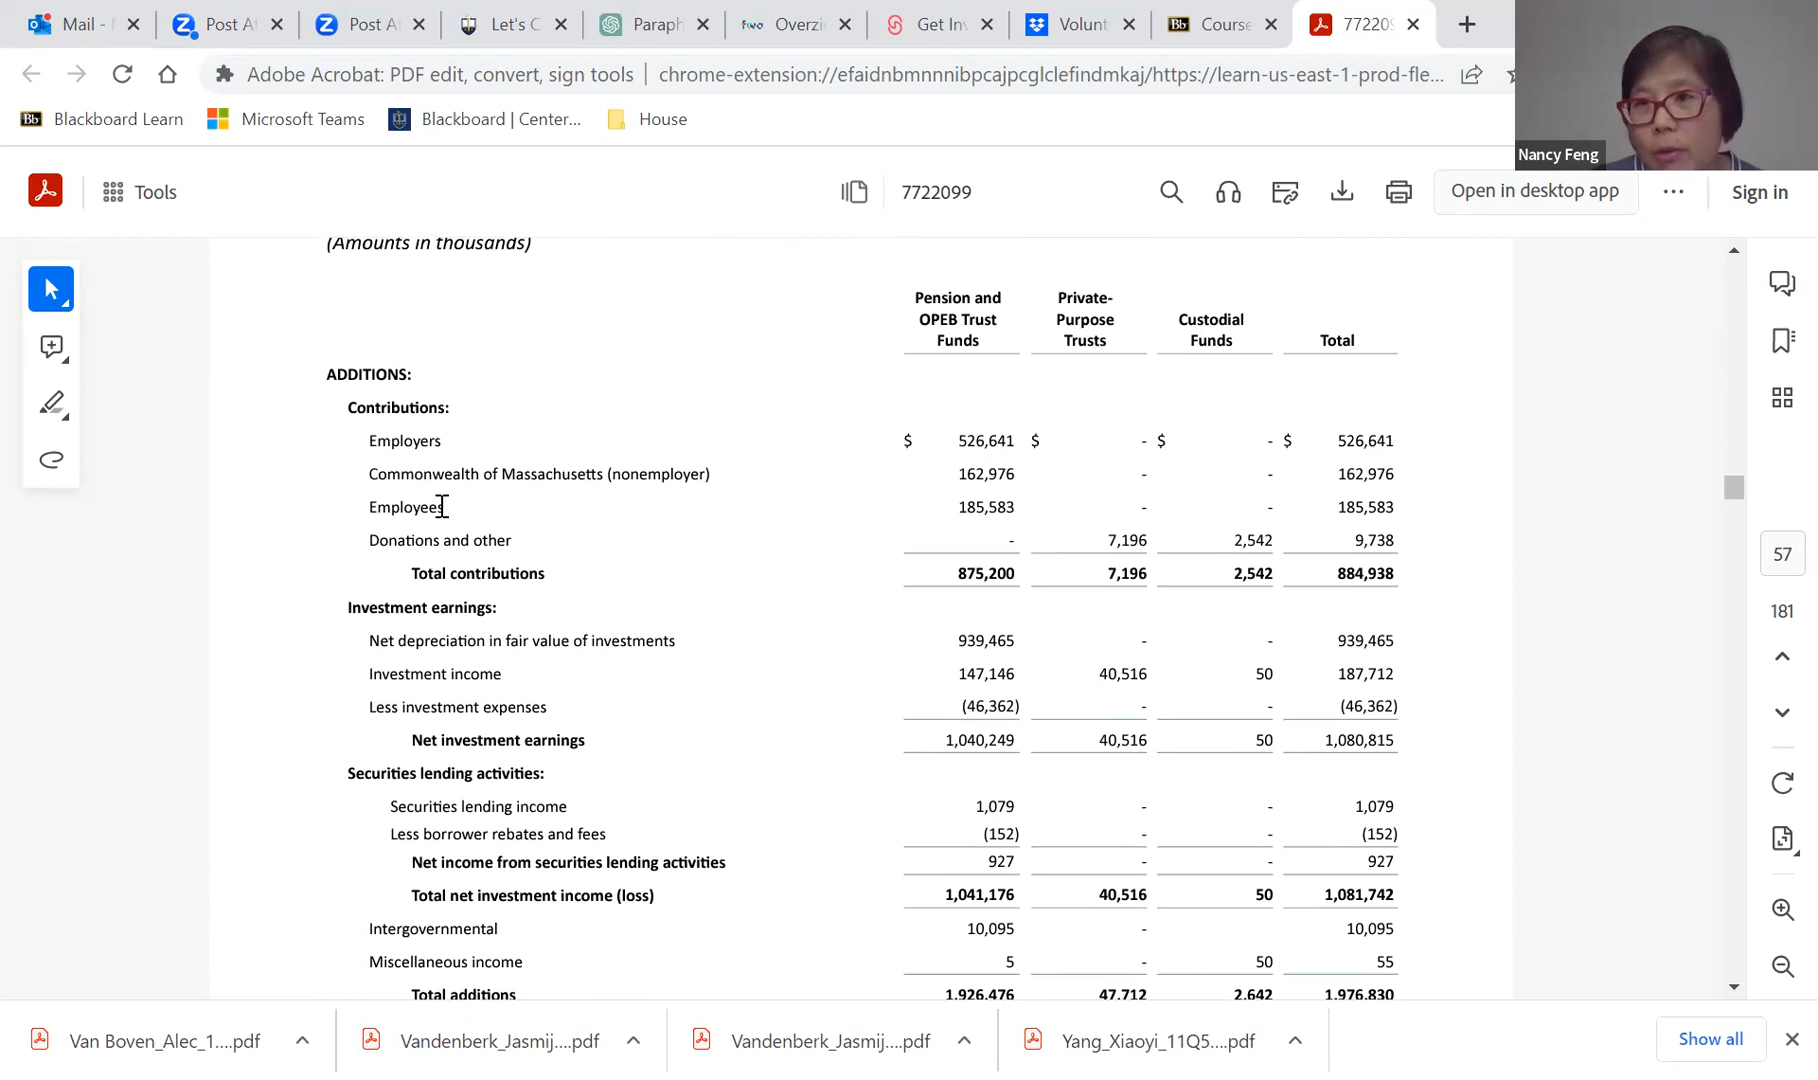 Mail - Post A Post A Let's C Paraph Overzi Get Inv Volunt Course 77220
Adobe Acrobat: PDF edit, convert, sign tools chrome-extension://efaidnbmnnnibpcajpcglclefindmkaj/https://learn-us-east-1-prod-fle...
Blackboard Learn Microsoft Teams Blackboard | Center... House
Nancy Feng
Tools 7722099 Open in desktop app Sign in
(Amounts in thousands)
Pension and OPEB Trust Funds Private-Purpose Trusts Custodial Funds Total
ADDITIONS:
Contributions:
Employers $ 526,641 $ - $ - $ 526,641
Commonwealth of Massachusetts (nonemployer) 162,976 - - 162,976
Employees 185,583 - - 185,583
Donations and other - 7,196 2,542 9,738
Total contributions 875,200 7,196 2,542 884,938
Investment earnings:
Net depreciation in fair value of investments 939,465 - - 939,465
Investment income 147,146 40,516 50 187,712
Less investment expenses (46,362) - - (46,362)
Net investment earnings 1,040,249 40,516 50 1,080,815
Securities lending activities:
Securities lending income 1,079 - - 1,079
Less borrower rebates and fees (152) - - (152)
Net income from securities lending activities 927 - - 927
Total net investment income (loss) 1,041,176 40,516 50 1,081,742
Intergovernmental 10,095 - 10,095
Miscellaneous income 5 - 50 55
Total additions 1,926,476 47,712 2,642 1,976,830
57
181
Van Boven_Alec_1....pdf Vandenberk_Jasmij....pdf Vandenberk_Jasmij....pdf Yang_Xiaoyi_11Q5....pdf Show all